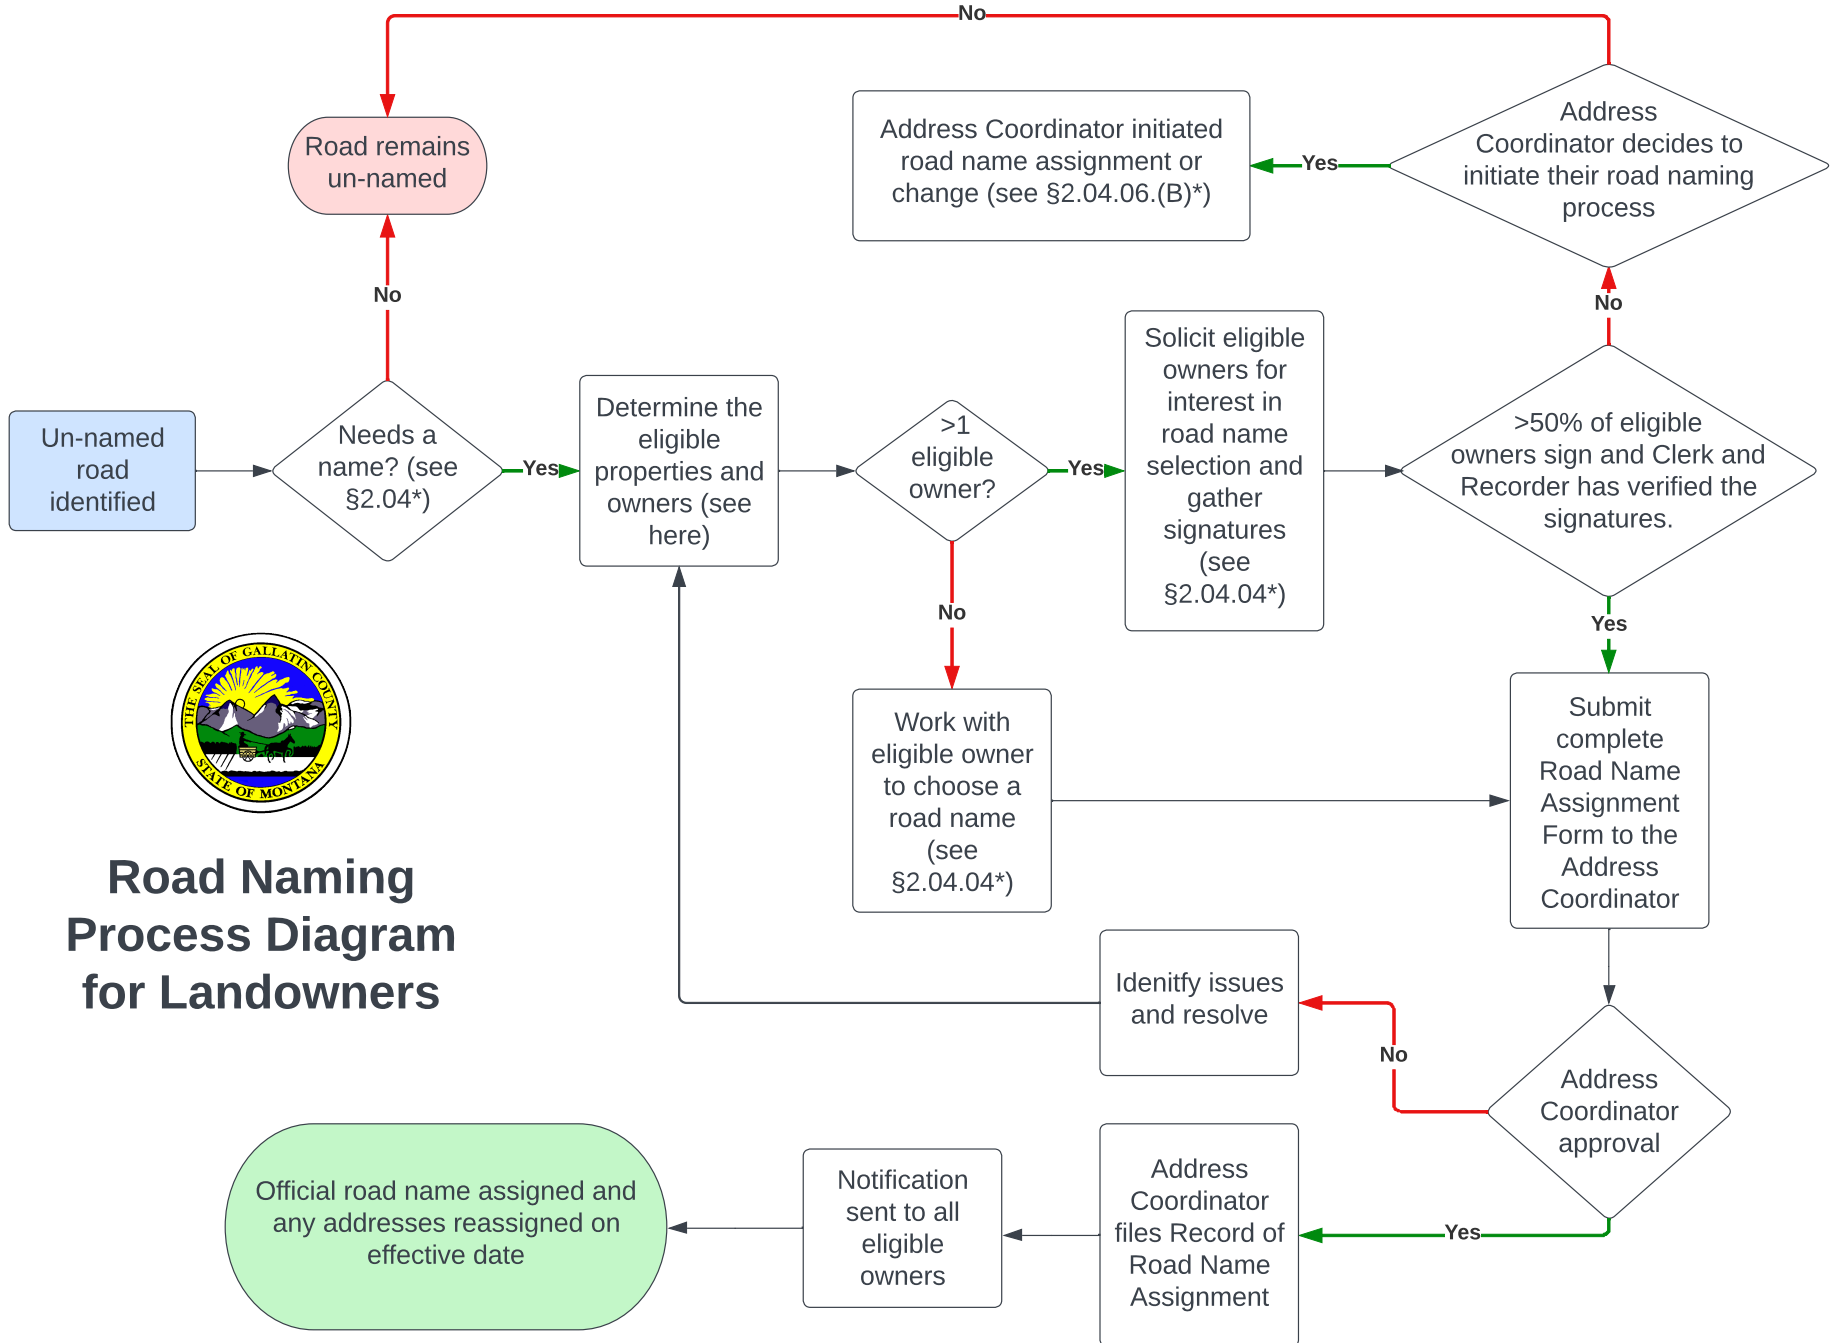 No
Address
Coordinator decides to
initiate their road naming
process
Yes
Address Coordinator initiated
road name assignment or
change (see §2.04.06.(B)*)
Road remains
un-named
No
No
Un-named
road
identified
Needs a
name? (see
§2.04*)
Yes
Determine the
eligible
properties and
owners (see
here)
>1
eligible
owner?
Yes
Solicit eligible
owners for
interest in
road name
selection and
gather
signatures
(see
§2.04.04*)
>50% of eligible
owners sign and Clerk and
Recorder has verified the
signatures.
No
Yes
Work with
eligible owner
to choose a
road name
(see
§2.04.04*)
Submit
complete
Road Name
Assignment
Form to the
Address
Coordinator
THE SEAL OF GALLATIN COUNTY
STATE OF MONTANA
Road Naming
Process Diagram
for Landowners
Idenitfy issues
and resolve
No
Address
Coordinator
approval
Yes
Address
Coordinator
files Record of
Road Name
Assignment
Notification
sent to all
eligible
owners
Official road name assigned and
any addresses reassigned on
effective date